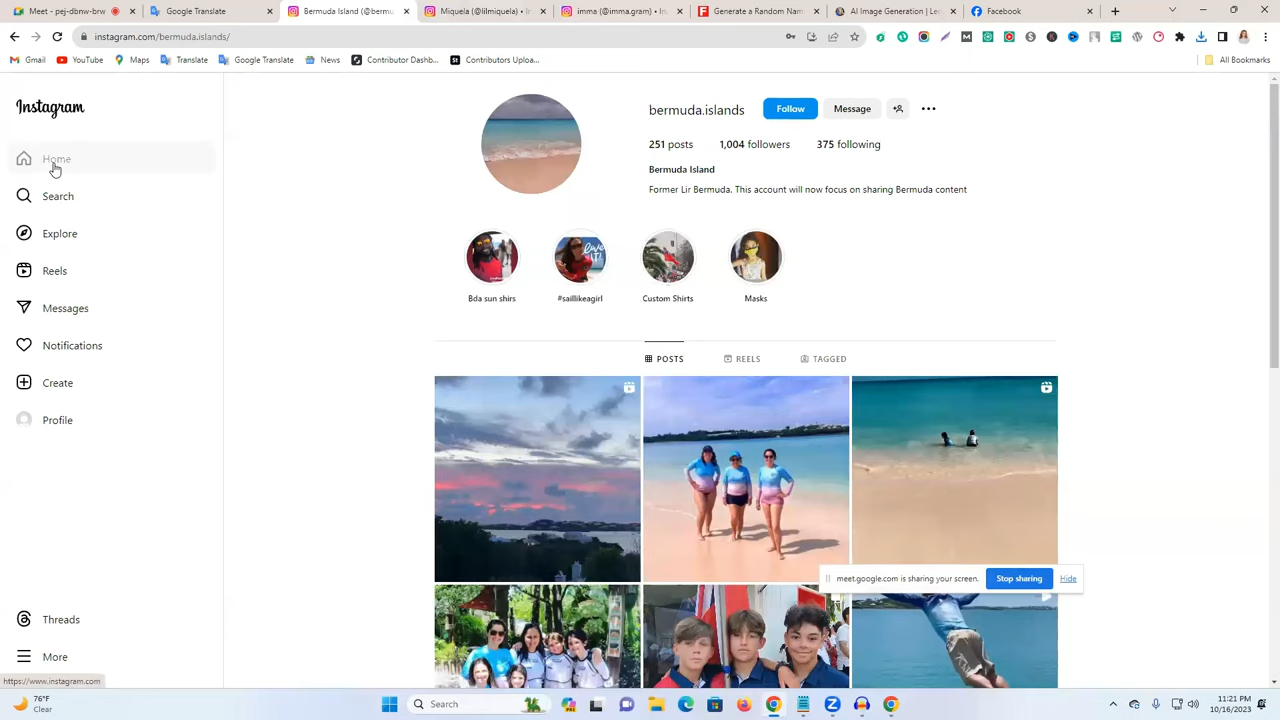 Meet - pej-dbnw-bwp
Google Translate
Bermuda Island (@bermu
Miquela (@lilmiquela) • In
imma (@imma.gram) • Ins
Generate a Random Nam
AI Image Generation | Leo
Facebook
instagram.com/bermuda.islands/
Gmail
YouTube
Maps
Translate
Google Translate
News
Contributor Dashb...
Contributors Uploa...
All Bookmarks
Instagram
Home
Search
Explore
Reels
Messages
Notifications
Create
Profile
Threads
More
bermuda.islands
Follow
Message
251 posts
1,004 followers
375 following
Bermuda Island
Former Lir Bermuda. This account will now focus on sharing Bermuda content
Bda sun shirs
#saillikeagirl
Custom Shirts
Masks
POSTS
REELS
TAGGED
meet.google.com is sharing your screen.
Stop sharing
Hide
https://www.instagram.com
76°F
Clear
Search
11:21 PM
10/16/2023